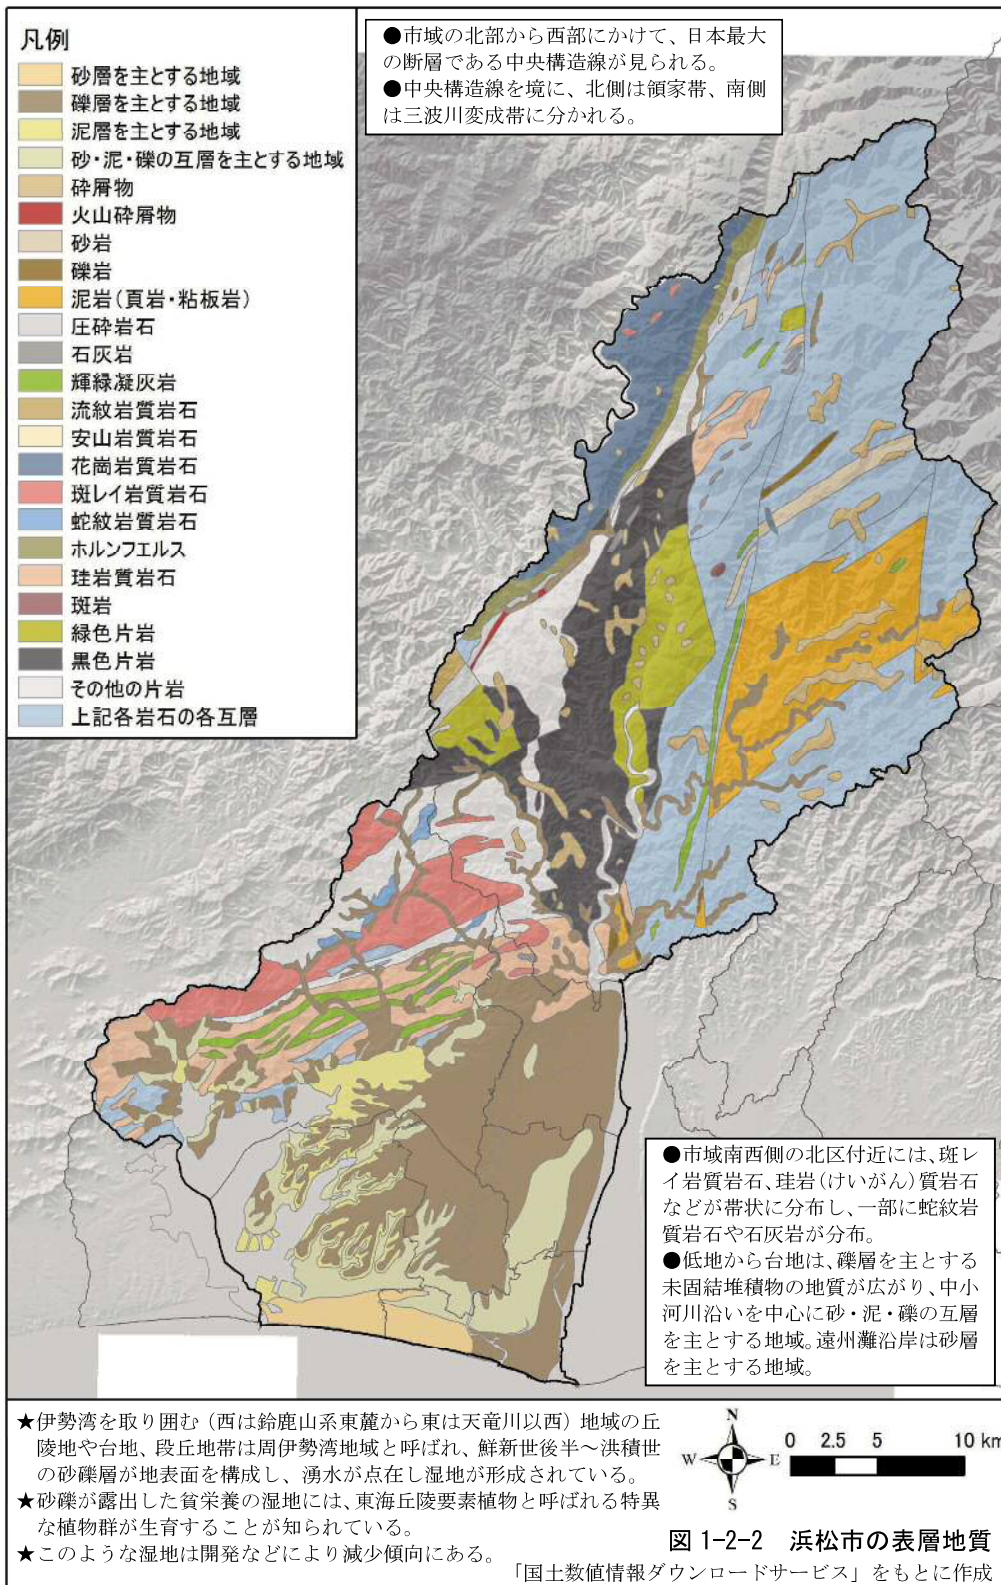 凡例
砂層を主とする地域
礫層を主とする地域
泥層を主とする地域
砂・泥・礫の互層を主とする地域
砕屑物
火山砕屑物
砂岩
礫岩
泥岩(頁岩・粘板岩)
圧砕岩石
石灰岩
輝緑凝灰岩
流紋岩質岩石
安山岩質岩石
花崗岩質岩石
斑レイ岩質岩石
蛇紋岩質岩石
ホルンフエルス
珪岩質岩石
斑岩
緑色片岩
黒色片岩
その他の片岩
上記各岩石の各互層
●市域の北部から西部にかけて、日本最大
の断層である中央構造線が見られる。
●中央構造線を境に、北側は領家帯、南側
は三波川変成帯に分かれる。
●市域南西側の北区付近には、斑レ
イ岩質岩石、珪岩(けいがん)質岩石
などが帯状に分布し、一部に蛇紋岩
質岩石や石灰岩が分布。
●低地から台地は、礫層を主とする
未固結堆積物の地質が広がり、中小
河川沿いを中心に砂・泥・礫の互層
を主とする地域。遠州灘沿岸は砂層
を主とする地域。
★伊勢湾を取り囲む（西は鈴鹿山系東麓から東は天竜川以西）地域の丘
陵地や台地、段丘地帯は周伊勢湾地域と呼ばれ、鮮新世後半～洪積世
の砂礫層が地表面を構成し、湧水が点在し湿地が形成されている。
★砂礫が露出した貧栄養の湿地には、東海丘陵要素植物と呼ばれる特異
な植物群が生育することが知られている。
★このような湿地は開発などにより減少傾向にある。
N
W E
S
0 2.5 5 10 km
図 1-2-2 浜松市の表層地質
「国土数値情報ダウンロードサービス」をもとに作成